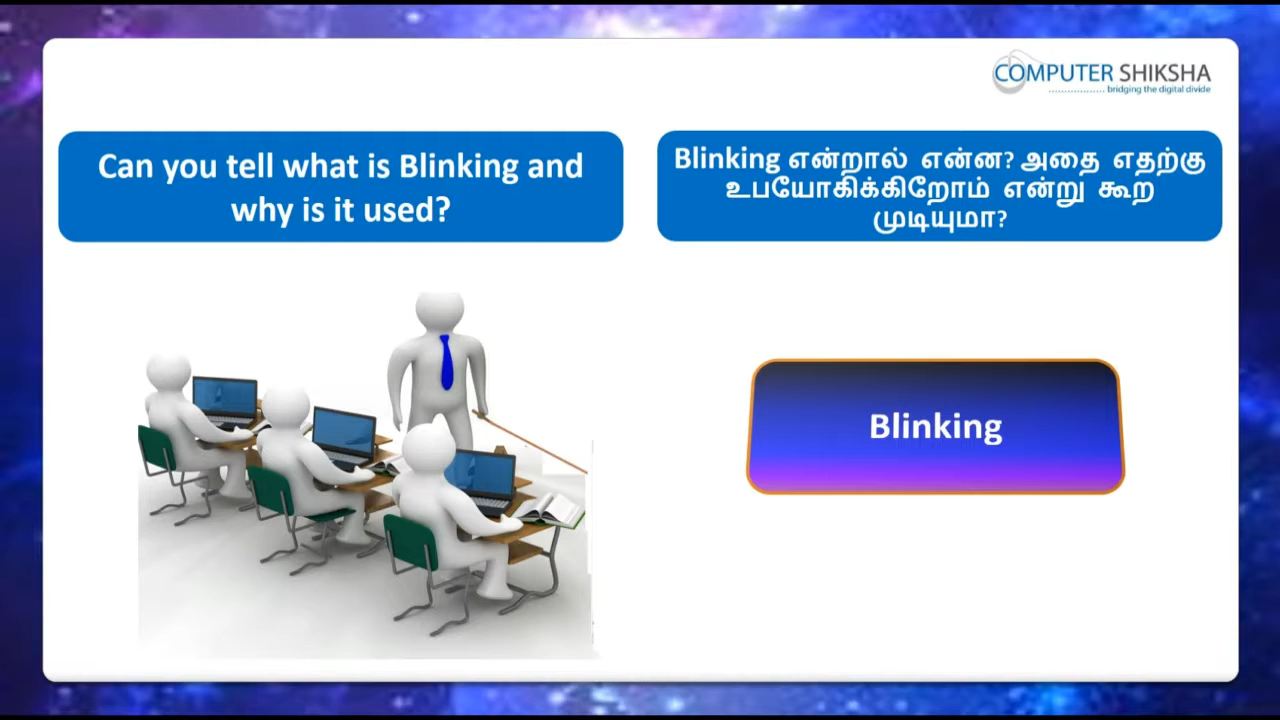 COMPUTER SHIKSHA
bridging the digital divide
Can you tell what is Blinking and
why is it used?
Blinking என்றால் என்ன? அதை எதற்கு
உபயோகிக்கிறோம் என்று கூற
முடியுமா?
Blinking